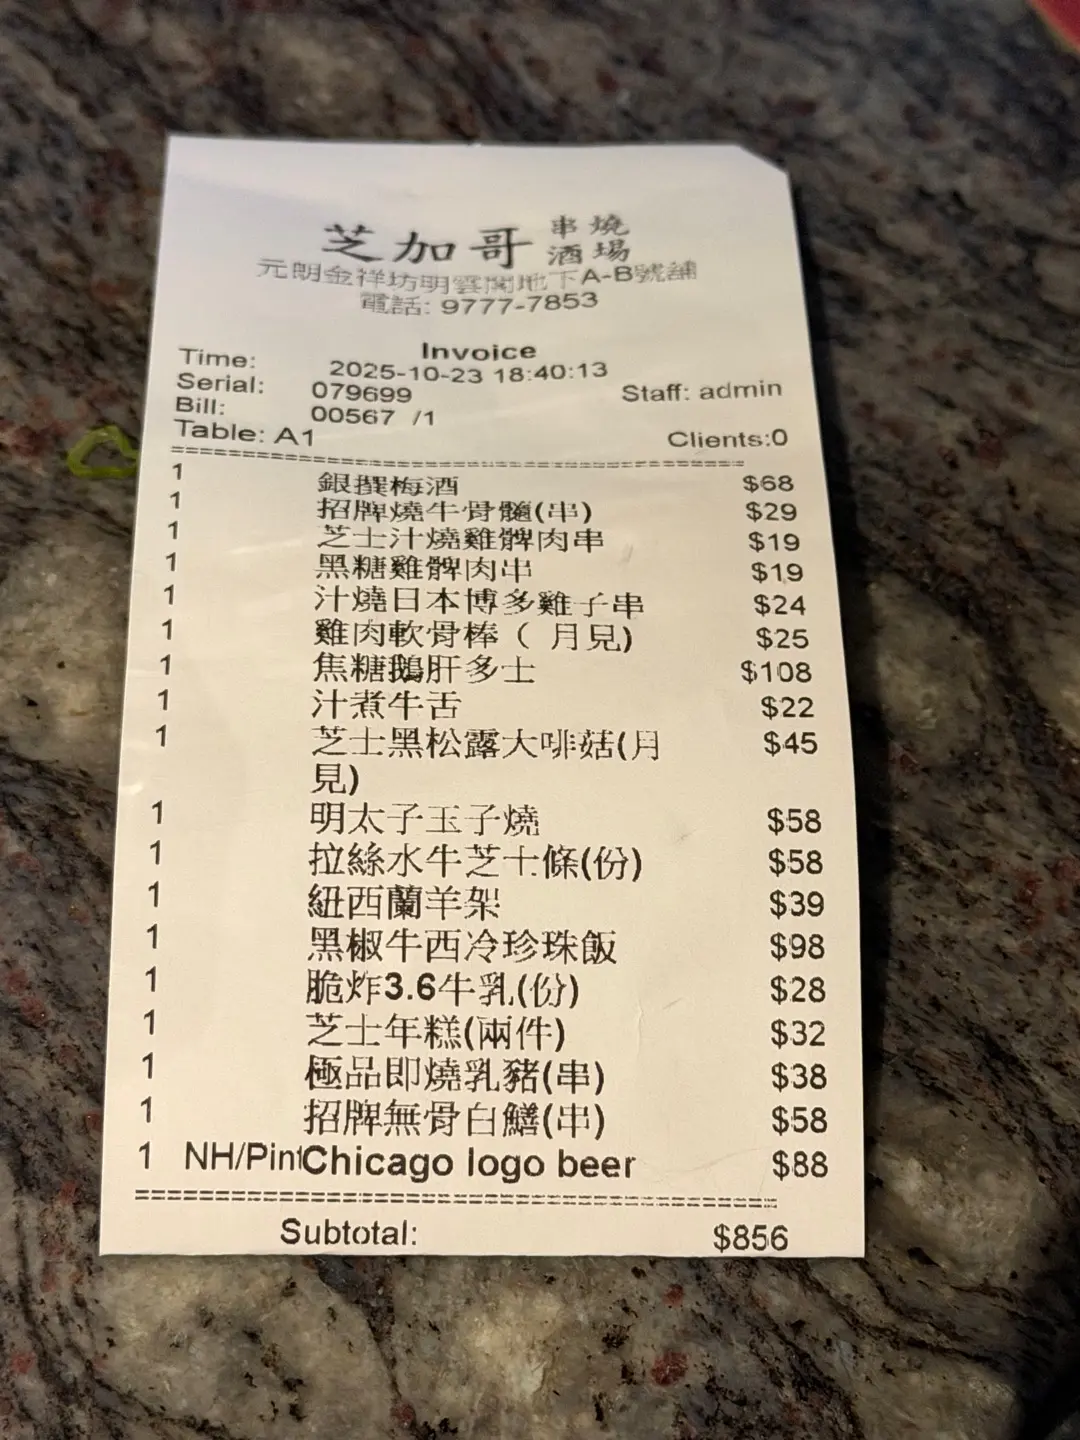 芝加哥 串燒酒場
元朗金祥坊明雲閣地下A-B號舖
電話: 9777-7853
Invoice
Time: 2025-10-23 18:40:13
Serial: 079699 Staff: admin
Bill: 00567 /1
Table: A1 Clients:0
1 銀撰梅酒 $68
1 招牌燒牛骨髓(串) $29
1 芝士汁燒雞髀肉串 $19
1 黑糖雞髀肉串 $19
1 汁燒日本博多雞子串 $24
1 雞肉軟骨棒（ 月見) $25
1 焦糖鵝肝多士 $108
1 汁煮牛舌 $22
1 芝士黑松露大啡菇(月 $45
見)
1 明太子玉子燒 $58
1 拉絲水牛芝士條(份) $58
1 紐西蘭羊架 $39
1 黑椒牛西冷珍珠飯 $98
1 脆炸3.6牛乳(份) $28
1 芝士年糕(兩件) $32
1 極品即燒乳豬(串) $38
1 招牌無骨白鱔(串) $58
1 NH/Pint Chicago logo beer $88
Subtotal: $856